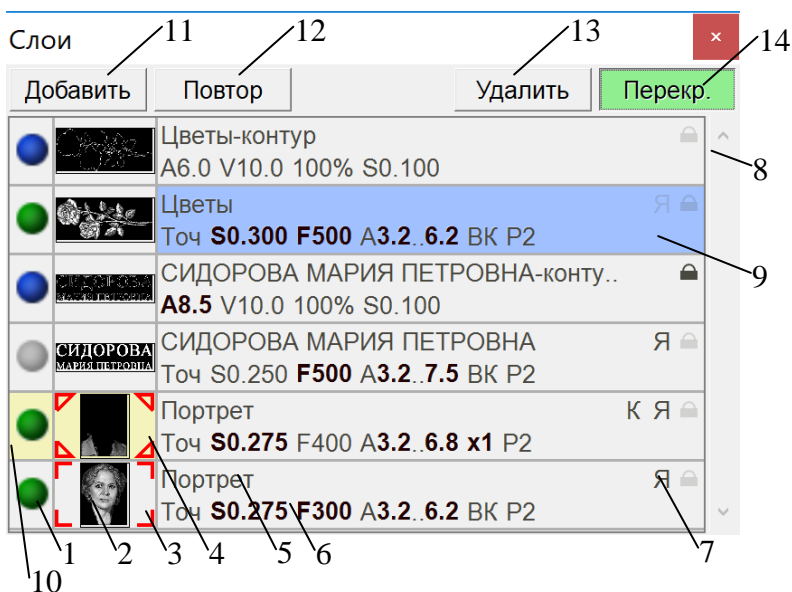 11 12 13 14
Слои ×
Добавить Повтор Удалить Перекр.
Цветы-контур
A6.0 V10.0 100% S0.100
8
Цветы Я
Точ S0.300 F500 A3.2..6.2 ВК P2
9
СИДОРОВА МАРИЯ ПЕТРОВНА-конту..
A8.5 V10.0 100% S0.100
СИДОРОВА МАРИЯ ПЕТРОВНА
СИДОРОВА МАРИЯ ПЕТРОВНА Я
Точ S0.250 F500 A3.2..7.5 ВК P2
СИДОРОВА
МАРИЯ ПЕТРОВНА
Портрет К Я
Точ S0.275 F400 A3.2..6.8 x1 P2
Портрет Я
Точ S0.275 F300 A3.2..6.2 ВК P2
1 2 3 4 5 6 7
10